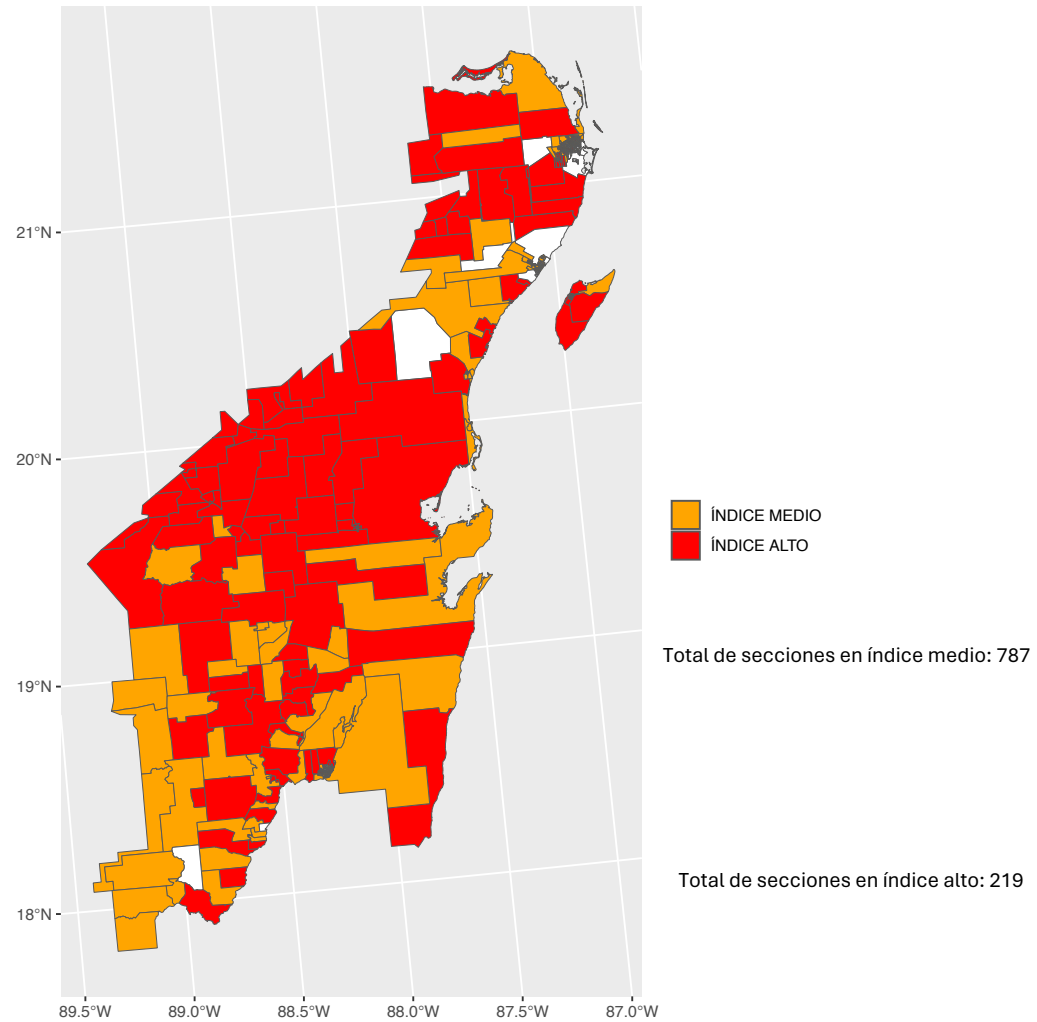 21°N
20°N
19°N
18°N
89.5°W 89.0°W 88.5°W 88.0°W 87.5°W 87.0°W
ÍNDICE MEDIO
ÍNDICE ALTO
Total de secciones en índice medio: 787
Total de secciones en índice alto: 219